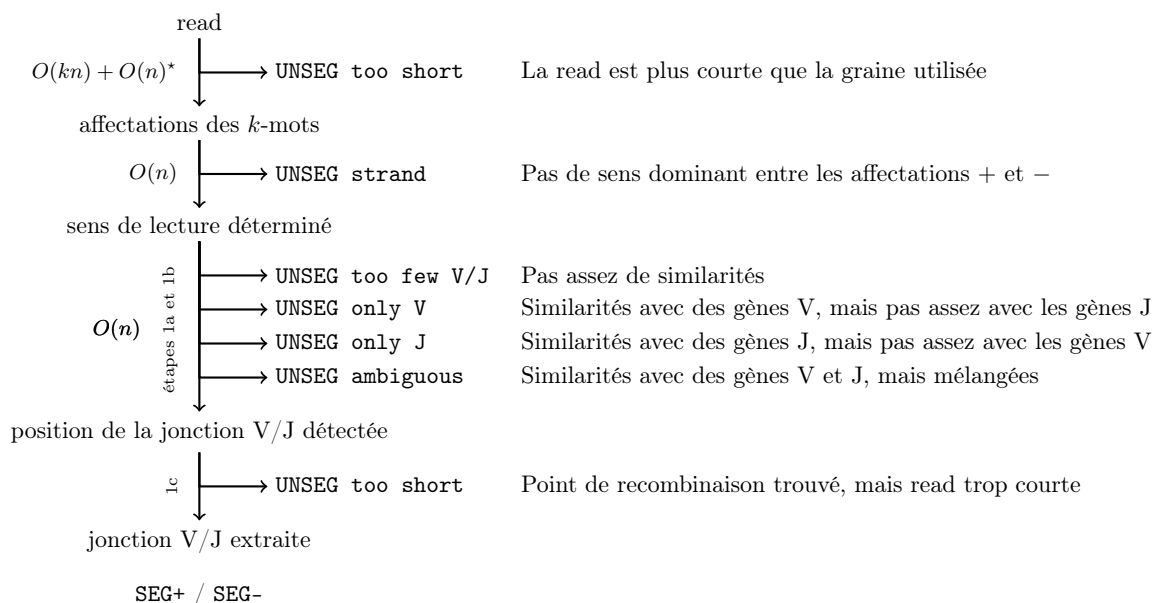 read
O(kn) + O(n)⋆ UNSEG too short La read est plus courte que la graine utilisée
affectations des k-mots
O(n) UNSEG strand Pas de sens dominant entre les affectations + et −
sens de lecture déterminé
étapes 1a et 1b
UNSEG too few V/J Pas assez de similarités
UNSEG only V Similarités avec des gènes V, mais pas assez avec les gènes J
O(n)
UNSEG only J Similarités avec des gènes J, mais pas assez avec les gènes V
UNSEG ambiguous Similarités avec des gènes V et J, mais mélangées
position de la jonction V/J détectée
1c UNSEG too short Point de recombinaison trouvé, mais read trop courte
jonction V/J extraite
SEG+ / SEG-